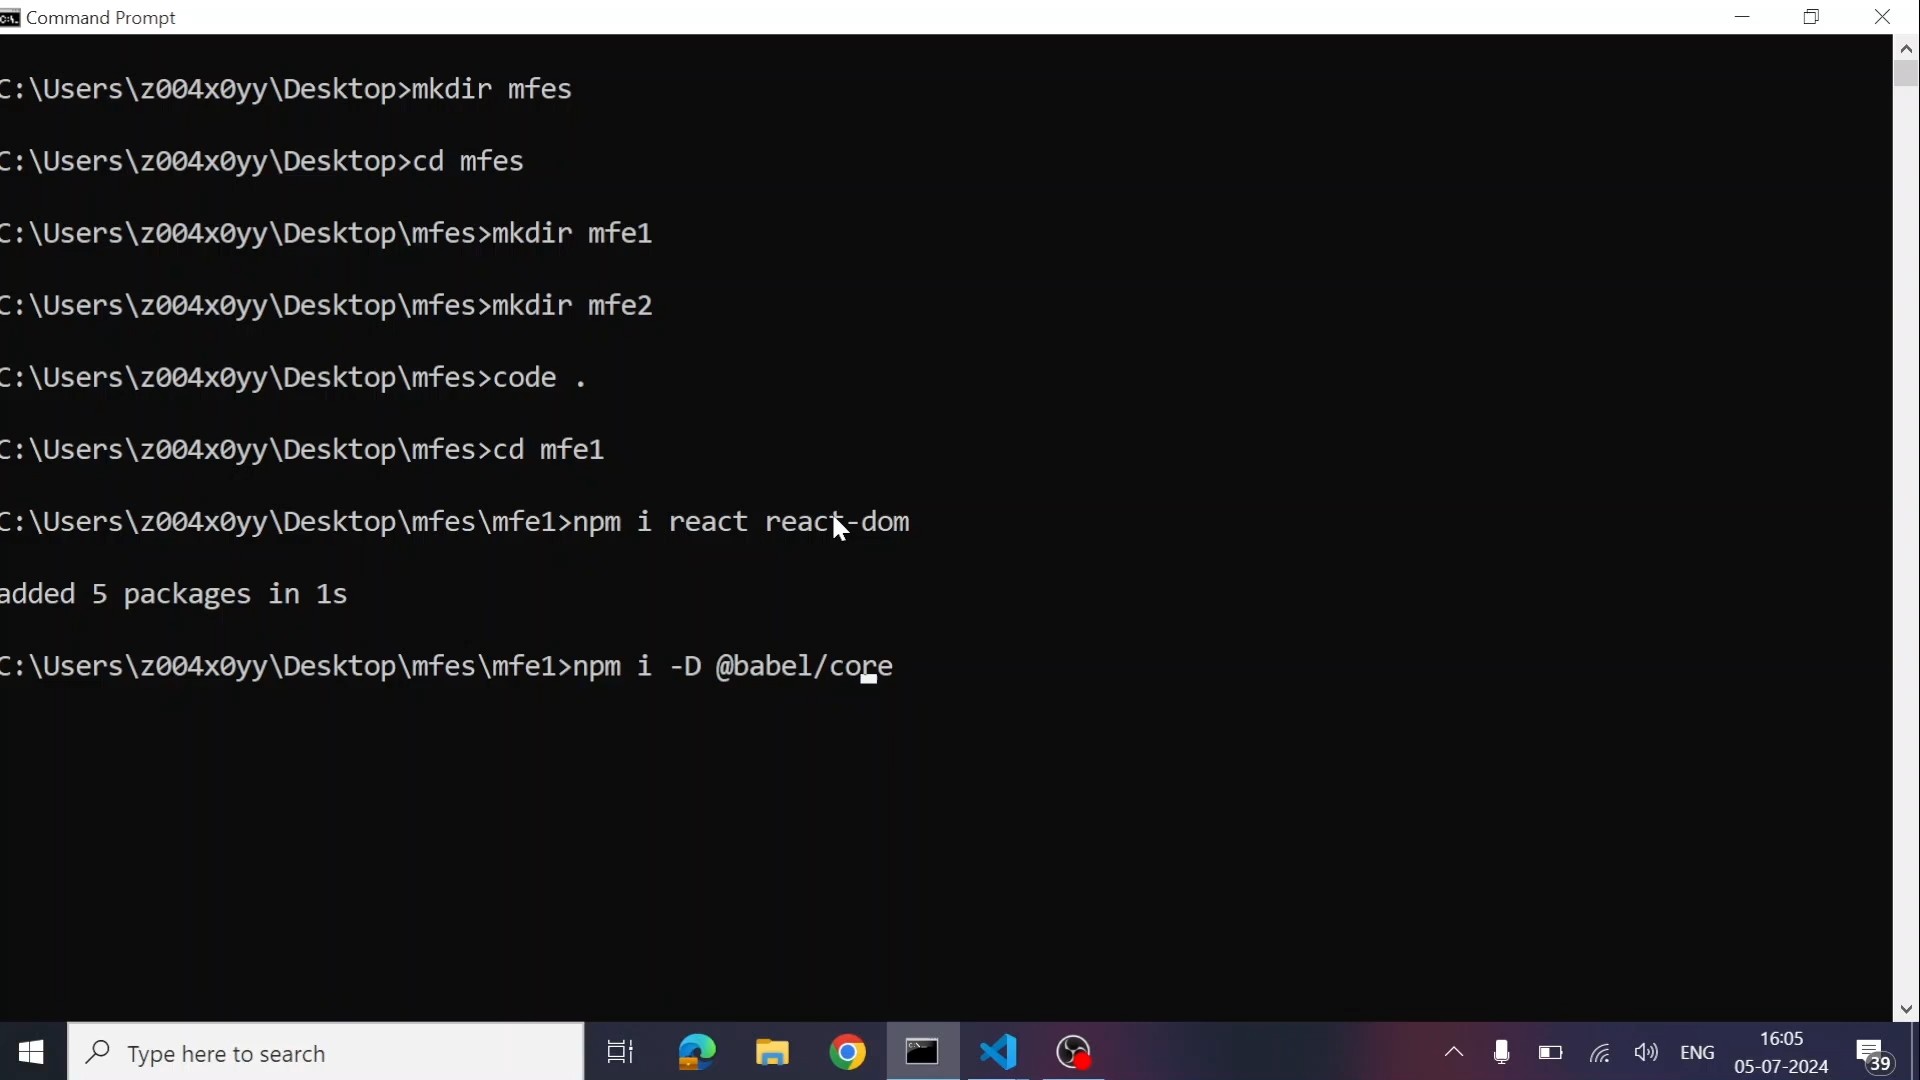 Command Prompt
C:\Users\z004x0yy\Desktop>mkdir mfes
C:\Users\z004x0yy\Desktop>cd mfes
C:\Users\z004x0yy\Desktop\mfes>mkdir mfe1
C:\Users\z004x0yy\Desktop\mfes>mkdir mfe2
C:\Users\z004x0yy\Desktop\mfes>code .
C:\Users\z004x0yy\Desktop\mfes>cd mfe1
C:\Users\z004x0yy\Desktop\mfes\mfe1>npm i react react-dom
added 5 packages in 1s
C:\Users\z004x0yy\Desktop\mfes\mfe1>npm i -D @babel/core
Type here to search
ENG
16:05
05-07-2024
39